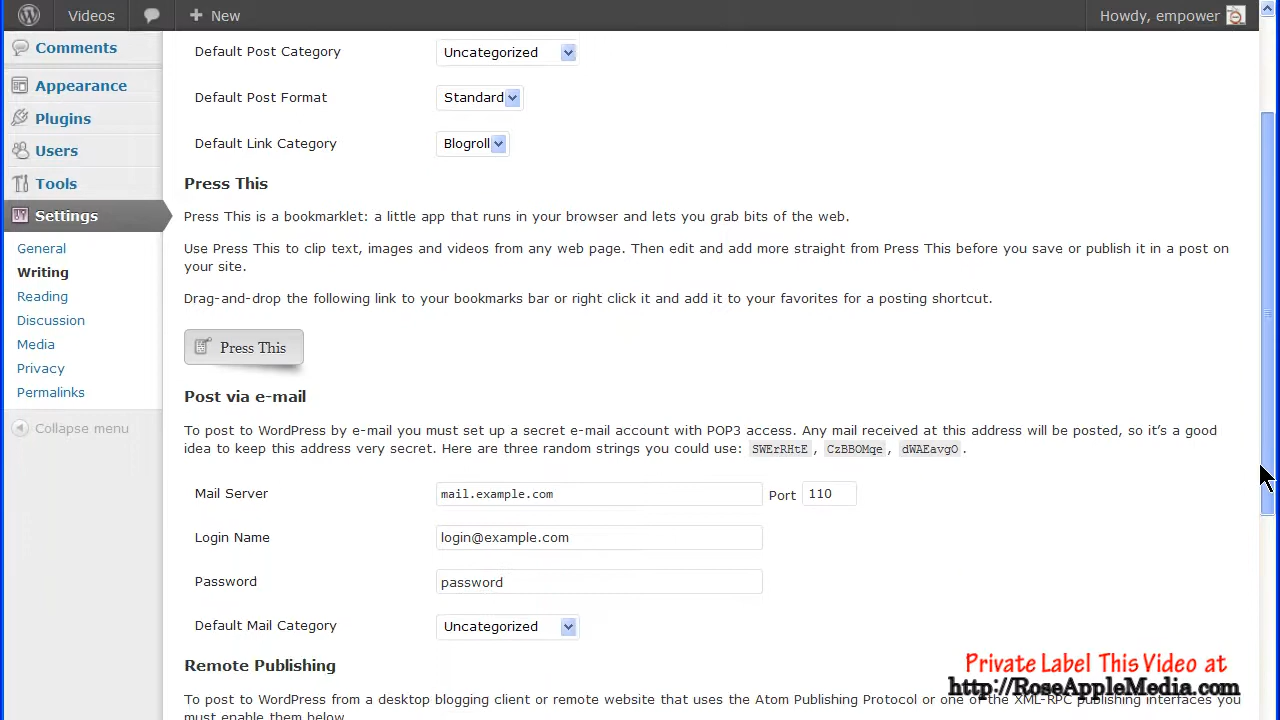 Videos New Howdy, empower
Comments
Appearance
Plugins
Users
Tools
Settings
General
Writing
Reading
Discussion
Media
Privacy
Permalinks
Collapse menu
Default Post Category Uncategorized
Default Post Format Standard
Default Link Category Blogroll
Press This
Press This is a bookmarklet: a little app that runs in your browser and lets you grab bits of the web.
Use Press This to clip text, images and videos from any web page. Then edit and add more straight from Press This before you save or publish it in a post on
your site.
Drag-and-drop the following link to your bookmarks bar or right click it and add it to your favorites for a posting shortcut.
Press This
Post via e-mail
To post to WordPress by e-mail you must set up a secret e-mail account with POP3 access. Any mail received at this address will be posted, so it's a good
idea to keep this address very secret. Here are three random strings you could use: SWErRHtE , CzBBOMqe , dWAEavgO .
Mail Server mail.example.com Port 110
Login Name login@example.com
Password password
Default Mail Category Uncategorized
Remote Publishing
To post to WordPress from a desktop blogging client or remote website that uses the Atom Publishing Protocol or one of the XML-RPC publishing interfaces you
must enable them below.
Private Label This Video at
http://RoseAppleMedia.com